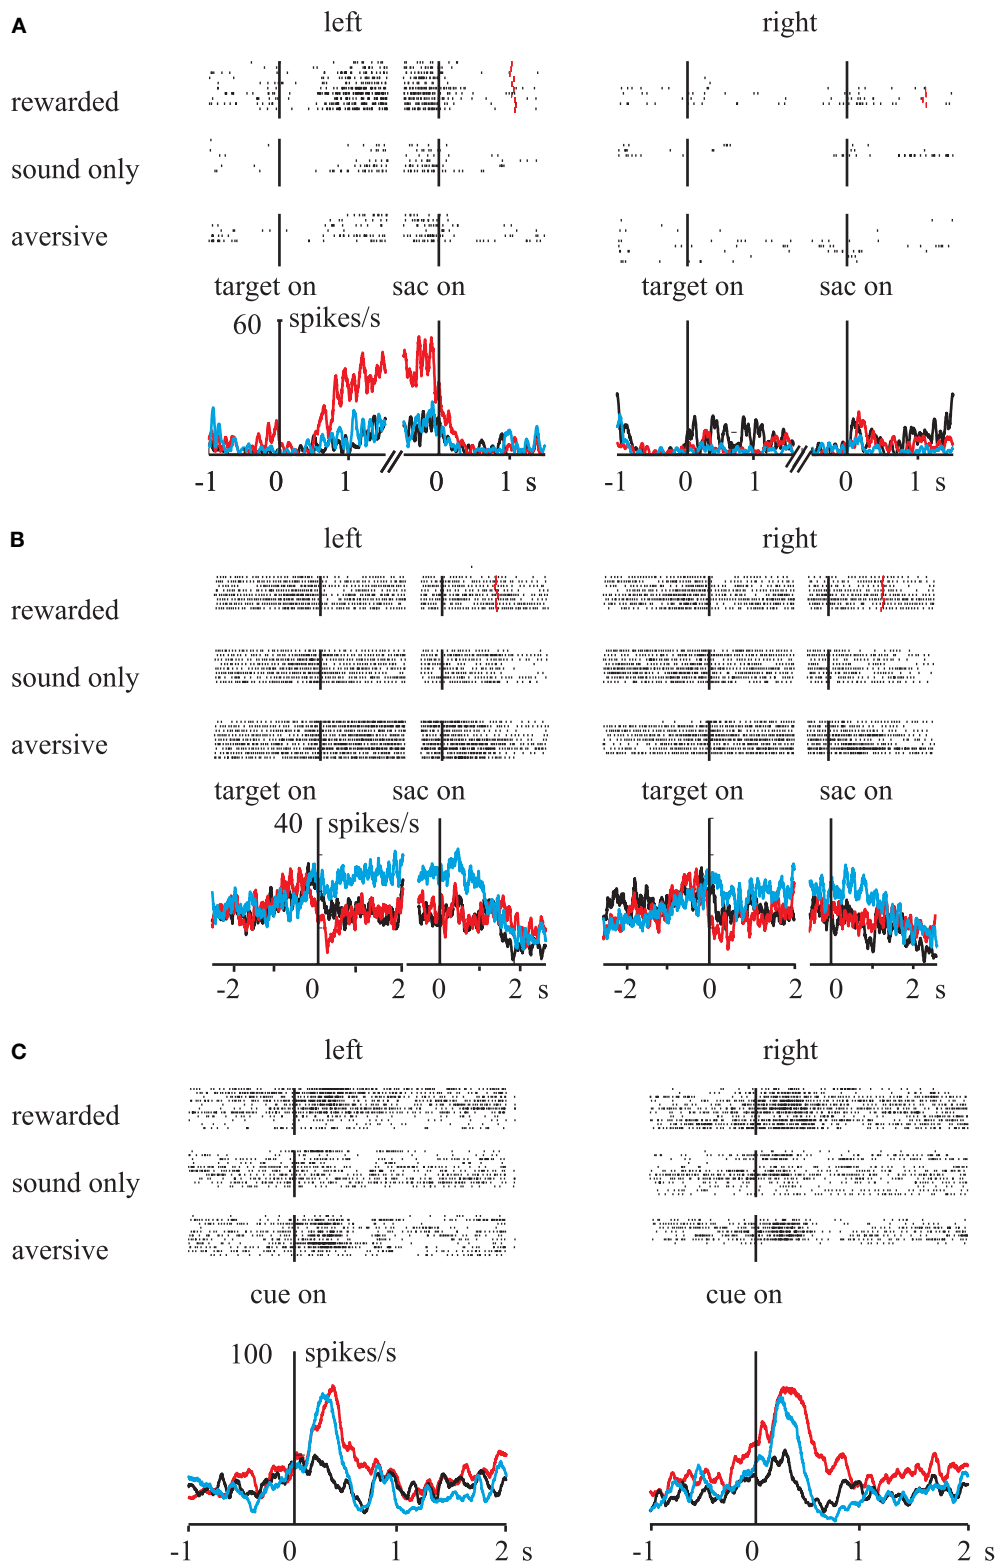 A
left right
rewarded
sound only
aversive
target on sac on target on sac on
60 spikes/s
-1 0 1 0 1 s -1 0 1 0 1 s
B
left right
rewarded
sound only
aversive
target on sac on target on sac on
40 spikes/s
-2 0 2 0 2 s -2 0 2 0 2 s
C
left right
rewarded
sound only
aversive
cue on cue on
100 spikes/s
-1 0 1 2 s -1 0 1 2 s